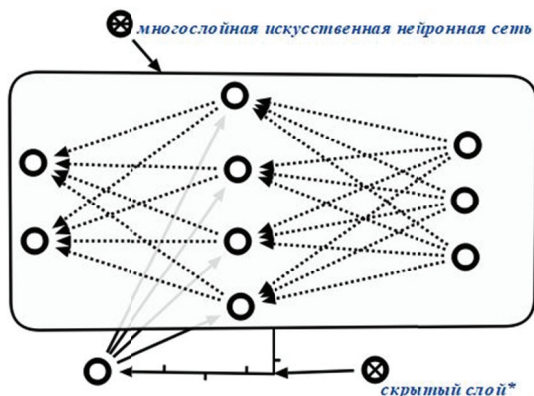 многослойная искусственная нейронная сеть
скрытый слой*